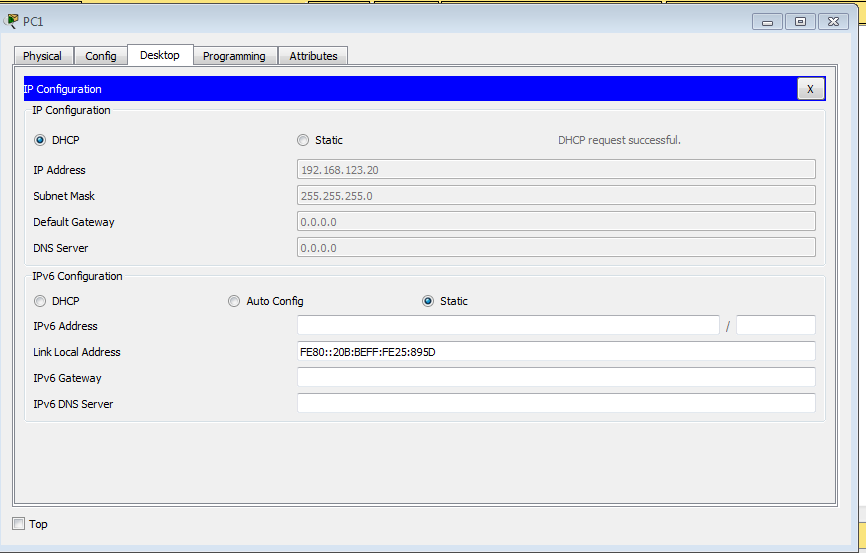 PC1
Physical Config Desktop Programming Attributes
IP Configuration X
IP Configuration
DHCP Static DHCP request successful.
IP Address 192.168.123.20
Subnet Mask 255.255.255.0
Default Gateway 0.0.0.0
DNS Server 0.0.0.0
IPv6 Configuration
DHCP Auto Config Static
IPv6 Address /
Link Local Address FE80::20B:BEFF:FE25:895D
IPv6 Gateway
IPv6 DNS Server
Top